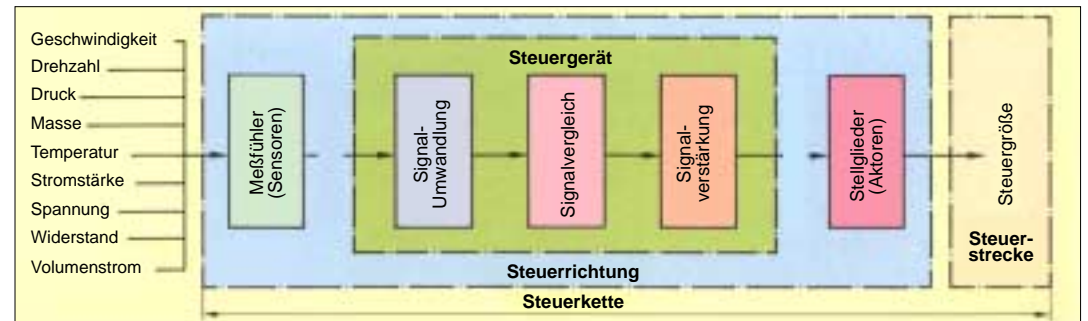 Geschwindigkeit
Drehzahl
Druck
Masse
Temperatur
Stromstärke
Spannung
Widerstand
Volumenstrom
Meßfühler
(Sensoren)
Steuergerät
Signal-
Umwandlung
Signalvergleich
Signal-
verstärkung
Stellglieder
(Aktoren)
Steuergröße
Steuer-
strecke
Steuerrichtung
Steuerkette